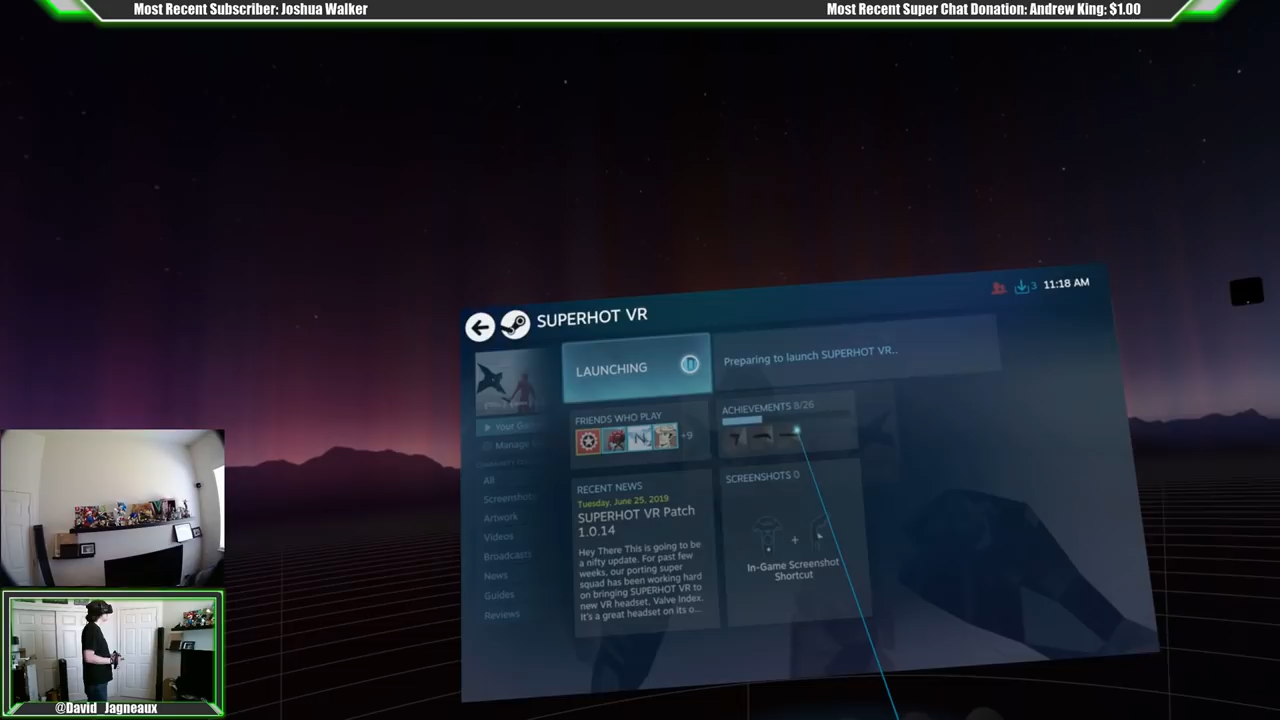 Most Recent Subscriber: Joshua Walker
Most Recent Super Chat Donation: Andrew King: $1.00
3 11:18 AM
SUPERHOT VR
LAUNCHING
Preparing to launch SUPERHOT VR...
Your Ga
Manage
All
Screenshots
Artwork
Videos
Broadcasts
News
Guides
Reviews
FRIENDS WHO PLAY
+9
ACHIEVEMENTS 8/26
RECENT NEWS
Tuesday, June 25, 2019
SUPERHOT VR Patch
1.0.14
Hey There This is going to be
a nifty update. For past few
weeks, our porting super
squad has been working hard
on bringing SUPERHOT VR to
new VR headset, Valve Index.
It's a great headset on its o...
SCREENSHOTS 0
+
In-Game Screenshot
Shortcut
@David_Jagneaux